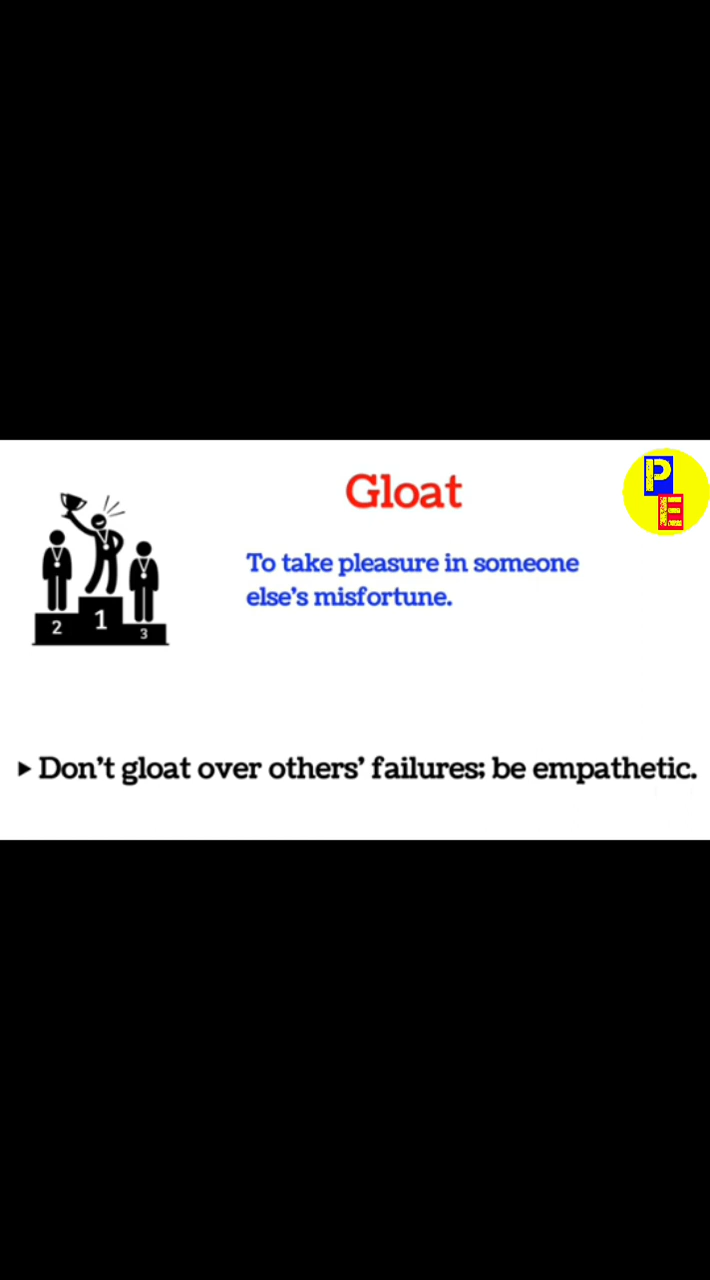 Gloat
P
E
To take pleasure in someone
else's misfortune.
2
1
3
▸ Don't gloat over others' failures; be empathetic.